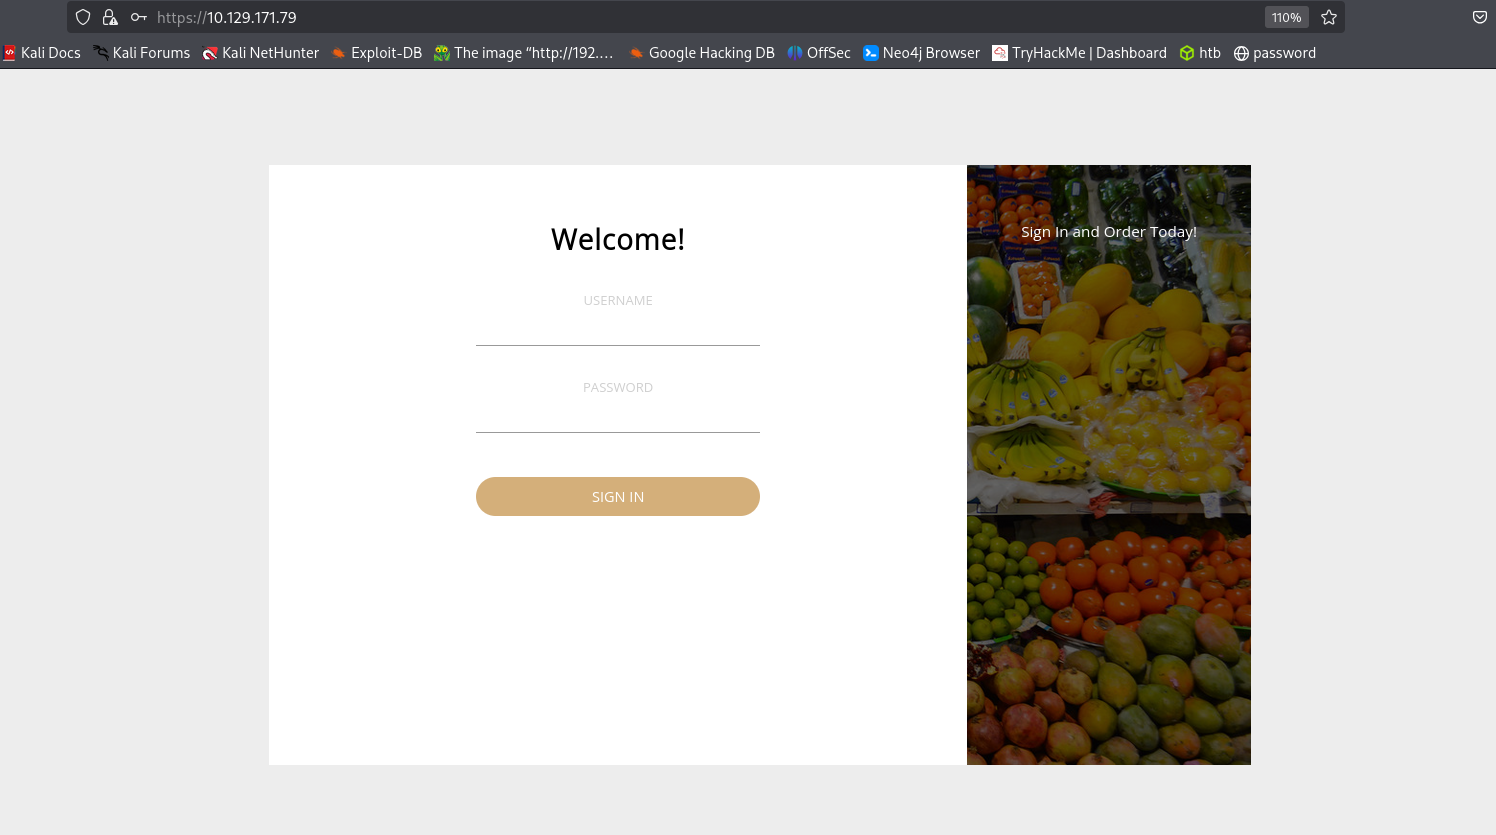 https://10.129.171.79 110%
Kali Docs Kali Forums Kali NetHunter Exploit-DB The image “http://192.… Google Hacking DB OffSec Neo4j Browser TryHackMe | Dashboard htb password
Welcome!
Sign In and Order Today!
USERNAME
PASSWORD
SIGN IN